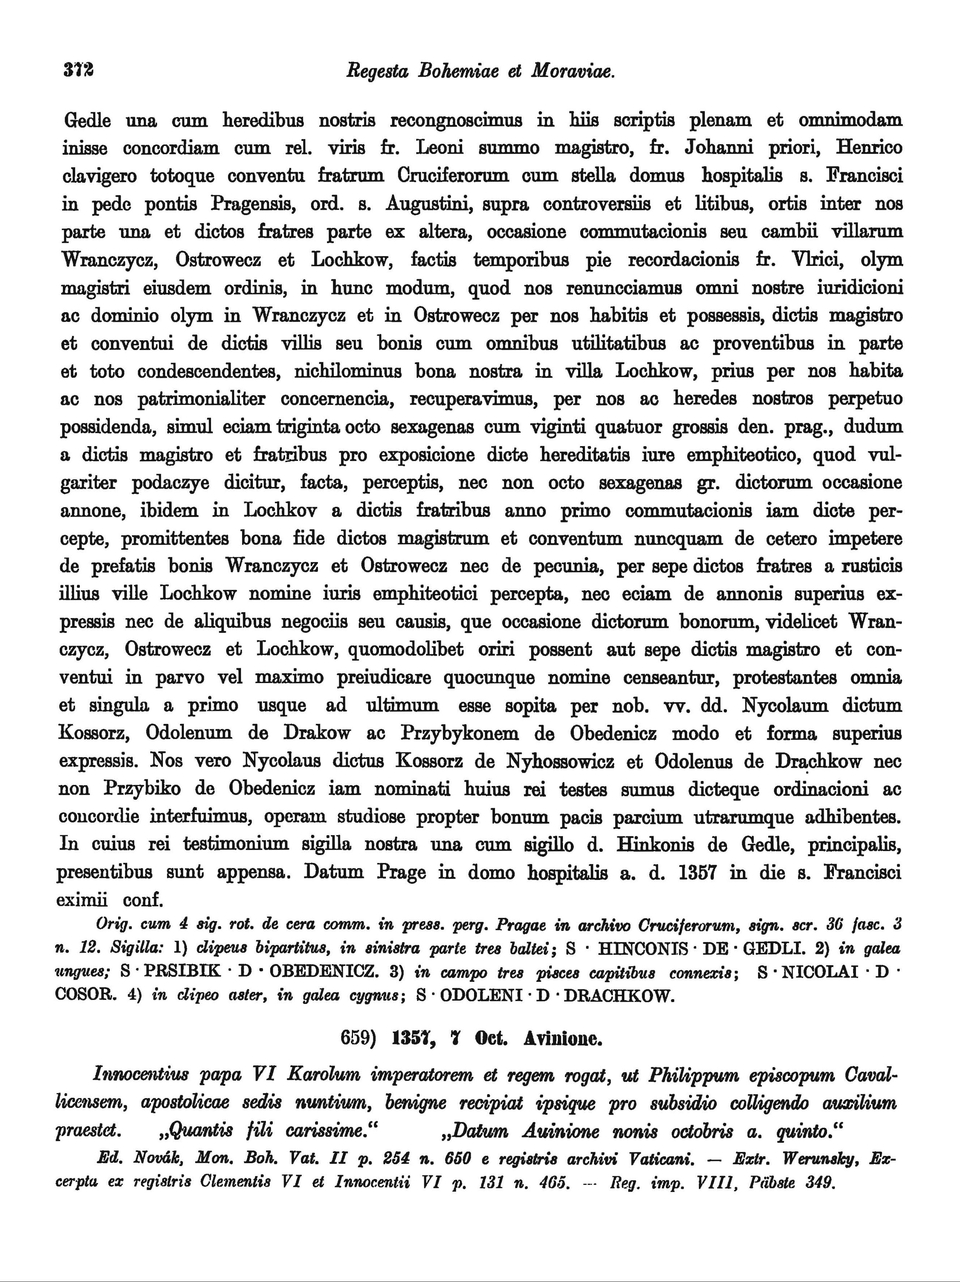 372 Regesta Bohemiae et Moraviae.
Gedle una cum heredibus nostris recongnoscimus in hiis scriptis plenam et omnimodam
inisse concordiam cum rel. viris fr. Leoni summo magistro, fr. Johanni priori, Henrico
clavigero totoque conventu fratrum Cruciferorum cum stella domus hospitalis s. Francisci
in pede pontis Pragensis, ord. s. Augustini, supra controversiis et litibus, ortis inter nos
parte una et dictos fratres parte ex altera, occasione commutacionis seu cambii villarum
Wranczycz, Ostrowecz et Lochkow, factis temporibus pie recordacionis fr. Vlrici, olym
magistri eiusdem ordinis, in hunc modum, quod nos renuncciamus omni nostre iuridicioni
ac dominio olym in Wranczycz et in Ostrowecz per nos habitis et possessis, dictis magistro
et conventui de dictis villis seu bonis cum omnibus utilitatibus ac proventibus in parte
et toto condescendentes, nichilominus bona nostra in villa Lochkow, prius per nos habita
ac nos patrimonialiter concernencia, recuperavimus, per nos ac heredes nostros perpetuo
possidenda, simul eciam triginta octo sexagenas cum viginti quatuor grossis den. prag., dudum
a dictis magistro et fratribus pro exposicione dicte hereditatis iure emphiteotico, quod vul-
gariter podaczye dicitur, facta, perceptis, nec non octo sexagenas gr. dictorum occasione
annone, ibidem in Lochkov a dictis fratribus anno primo commutacionis iam dicte per-
cepte, promittentes bona fide dictos magistrum et conventum nuncquam de cetero impetere
de prefatis bonis Wranczycz et Ostrowecz nec de pecunia, per sepe dictos fratres a rusticis
illius ville Lochkow nomine iuris emphiteotici percepta, nec eciam de annonis superius ex-
pressis nec de aliquibus negociis seu causis, que occasione dictorum bonorum, videlicet Wran-
czycz, Ostrowecz et Lochkow, quomodolibet oriri possent aut sepe dictis magistro et con-
ventui in parvo vel maximo preiudicare quocunque nomine censeantur, protestantes omnia
et singula a primo usque ad ultimum esse sopita per nob. vv. dd. Nycolaum dictum
Kossorz, Odolenum de Drakow ac Przybykonem de Obedenicz modo et forma superius
expressis. Nos vero Nycolaus dictus Kossorz de Nyhossowicz et Odolenus de Drachkow nec
non Przybiko de Obedenicz iam nominati huius rei testes sumus dicteque ordinacioni ac
concordie interfuimus, operam studiose propter bonum pacis parcium utrarumque adhibentes.
In cuius rei testimonium sigilla nostra una cum sigillo d. Hinkonis de Gedle, principalis,
presentibus sunt appensa. Datum Prage in domo hospitalis a. d. 1357 in die s. Francisci
eximii conf.
Orig. cum 4 sig. rot. de cera comm. in press. perg. Pragae in archivo Cruciferorum, sign. scr. 36 fasc. 3
n. 12. Sigilla: 1) clipeus bipartitus, in sinistra parte tres baltei; S · HINCONIS · DE · GEDLI. 2) in galea
ungues; S · PRSIBIK · D · OBEDENICZ. 3) in campo tres pisces capitibus connexis; S · NICOLAI · D ·
COSOR. 4) in clipeo aster, in galea cygnus; S · ODOLENI · D · DRACHKOW.
659) 1357, 7 Oct. Avinione.
Innocentius papa VI Karolum imperatorem et regem rogat, ut Philippum episcopum Caval-
licensem, apostolicae sedis nuntium, benigne recipiat ipsique pro subsidio colligendo auxilium
praestet. „Quantis fili carissime.“ „Datum Auinione nonis octobris a. quinto.“
Ed. Novák, Mon. Boh. Vat. II p. 254 n. 650 e registris archivi Vaticani. — Extr. Werunsky, Ex-
cerpta ex registris Clementis VI et Innocentii VI p. 131 n. 465. — Reg. imp. VIII, Päbste 349.